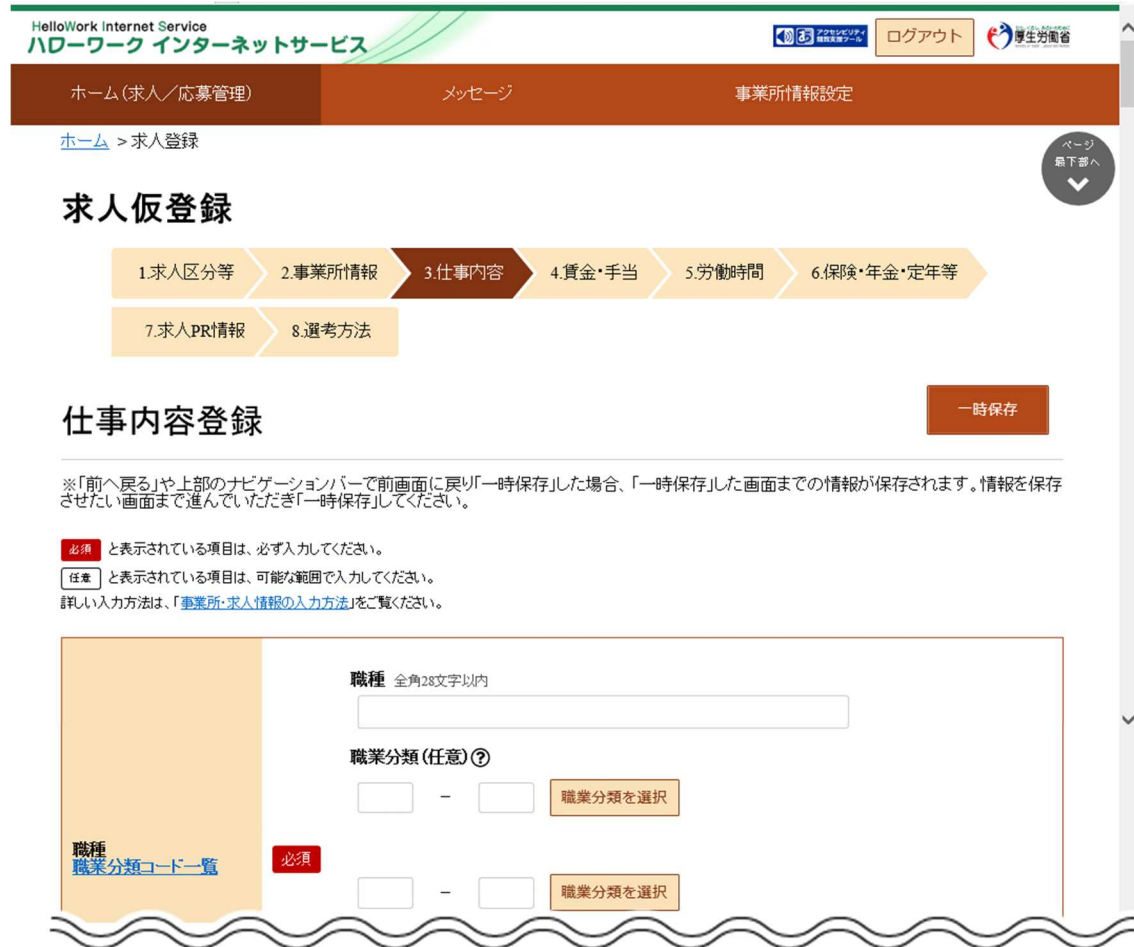 HelloWork Internet Service
ハローワーク インターネットサービス
ログアウト
厚生労働省
ホーム(求人/応募管理)
メッセージ
事業所情報設定
ホーム >求人登録
ページ
最下部へ
求人仮登録
1.求人区分等
2.事業所情報
3.仕事内容
4.賃金・手当
5.労働時間
6.保険・年金・定年等
7.求人PR情報
8.選考方法
仕事内容登録
一時保存
※「前へ戻る」や上部のナビゲーションバーで前画面に戻り「一時保存」した場合、「一時保存」した画面までの情報が保存されます。情報を保存
させたい画面まで進んでいただき「一時保存」してください。
必須 と表示されている項目は、必ず入力してください。
任意 と表示されている項目は、可能な範囲で入力してください。
詳しい入力方法は、「事業所・求人情報の入力方法」をご覧ください。
職種 全角28文字以内
職業分類(任意)?
－ 職業分類を選択
職種
職業分類コード一覧
必須
－ 職業分類を選択